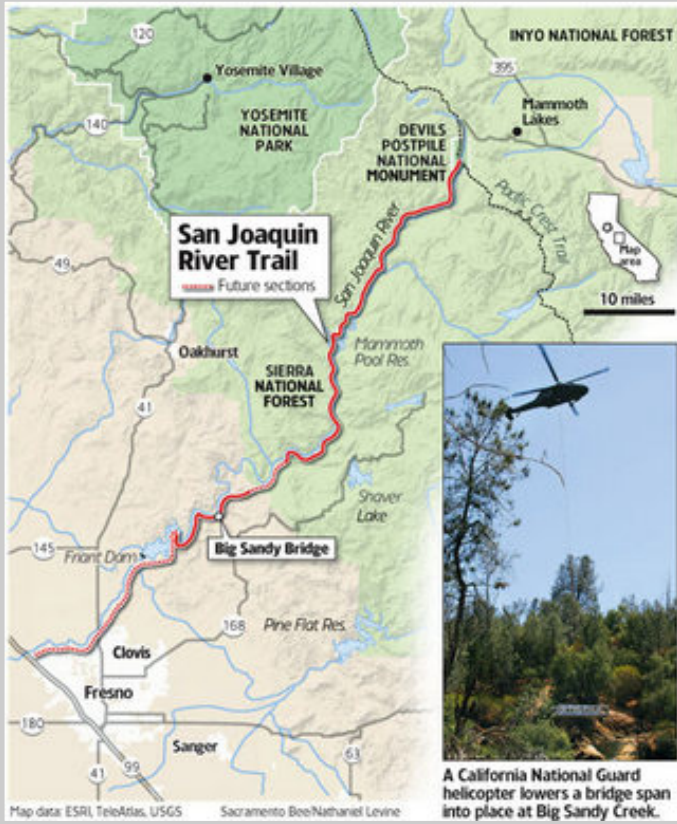 120
INYO NATIONAL FOREST
395
Yosemite Village
Mammoth
Lakes
140
YOSEMITE
NATIONAL
PARK
DEVILS
POSTPILE
NATIONAL
MONUMENT
Pacific Crest Trail
San Joaquin River
San Joaquin
River Trail
Future sections
Map
area
10 miles
49
Oakhurst
Mammoth
Pool Res.
SIERRA
NATIONAL
FOREST
41
Shaver
Lake
Big Sandy Bridge
145
Friant Dam
168
Pine Flat Res.
Clovis
Fresno
180
Sanger
99
41
63
A California National Guard
helicopter lowers a bridge span
into place at Big Sandy Creek.
Map data: ESRI, TeleAtlas, USGS
Sacramento Bee/Nathaniel Levine